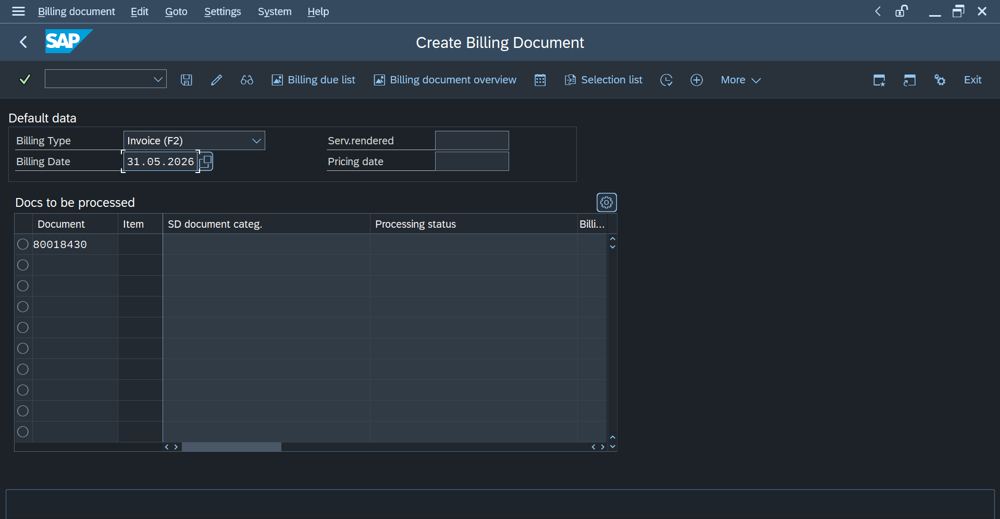 Billing document Edit Goto Settings System Help
SAP Create Billing Document
Billing due list Billing document overview Selection list More Exit
Default data
Billing Type Invoice (F2) Serv.rendered
Billing Date 31.05.2026 Pricing date
Docs to be processed
Document Item SD document categ. Processing status Billi...
80018430